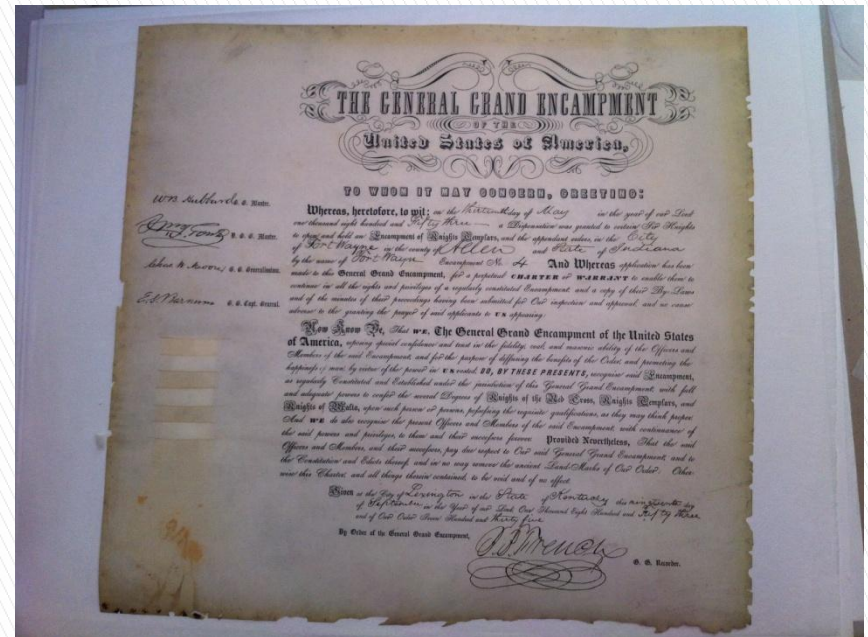 THE GENERAL GRAND ENCAMPMENT
OF THE
United States of America,
TO WHOM IT MAY CONCERN, GREETING:
W.B. Hubbard G. G. Master.
D. G. G. Master.
G. G. Generalissimo.
G. G. Capt. General.
Whereas, heretofore, to wit: on the thirteenth day of May in the year of our Lord
one thousand eight hundred and Fifty three a Dispensation was granted to certain Sir Knights
to open and hold an Encampment of Knights Templars, and the appendant orders, in the City
of Fort Wayne in the county of Allen and State of Indiana
by the name of Fort Wayne Encampment No. 4 And Whereas application has been
made to this General Grand Encampment, for a perpetual CHARTER or WARRANT to enable them to
continue in all the rights and privileges of a regularly constituted Encampment; and a copy of their By-Laws
and of the minutes of their proceedings having been submitted for Our inspection and approval, and no cause
adverse to the granting the prayer of said applicants to US appearing:
Now Know Ye, That WE, The General Grand Encampment of the United States
of America, reposing special confidence and trust in the fidelity, zeal, and masonic ability of the Officers and
Members of the said Encampment; and for the purpose of diffusing the benefits of the Order, and promoting the
happiness of man, by virtue of the power in US vested, DO, BY THESE PRESENTS, recognize said Encampment,
as regularly Constituted and Established under the jurisdiction of this General Grand Encampment; with full
and adequate powers to confer the several Degrees of Knights of the Red Cross, Knights Templars, and
Knights of Malta, upon such person or persons, possessing the requisite qualifications, as they may think proper.
And WE do also recognize the present Officers and Members of the said Encampment, with continuance of
the said powers and privileges, to them and their successors forever. Provided Nevertheless, That the said
Officers and Members, and their successors, pay due respect to Our said General Grand Encampment, and to
the Constitution and Edicts thereof, and in no way remove the ancient Land-Marks of Our Order. Other-
wise this Charter, and all things therein contained, to be void and of no effect.
Given at the City of Lexington in the State of Kentucky this nineteenth day
of September in the Year of our Lord One Thousand Eight Hundred and Fifty three
and of Our Order Seven Hundred and thirty five
By Order of the General Grand Encampment,
B.B. French
G. G. Recorder.